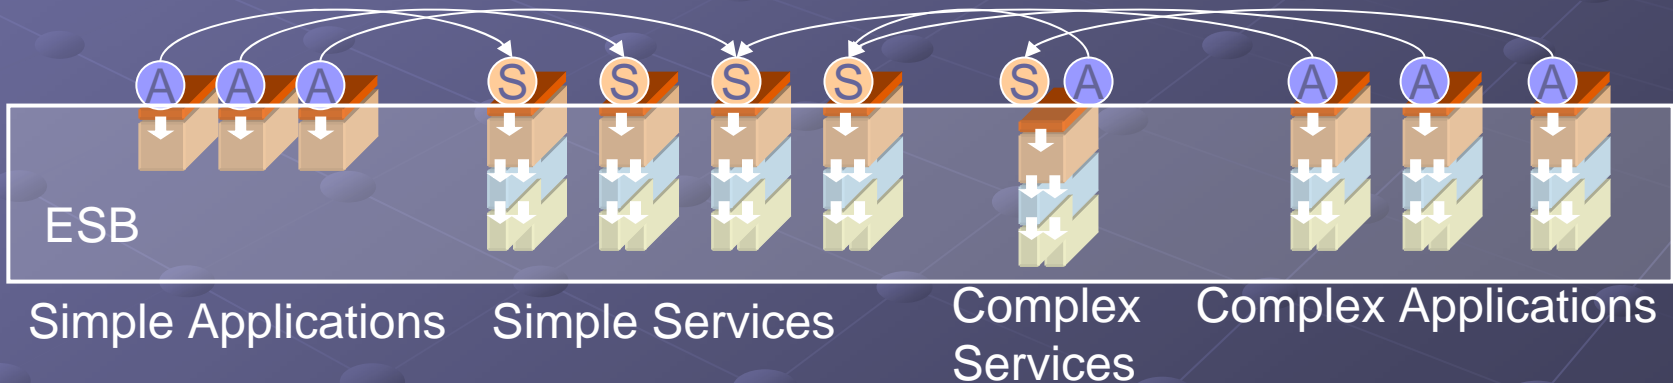 A A A S S S S S A A A A
ESB
Simple Applications Simple Services Complex Services Complex Applications